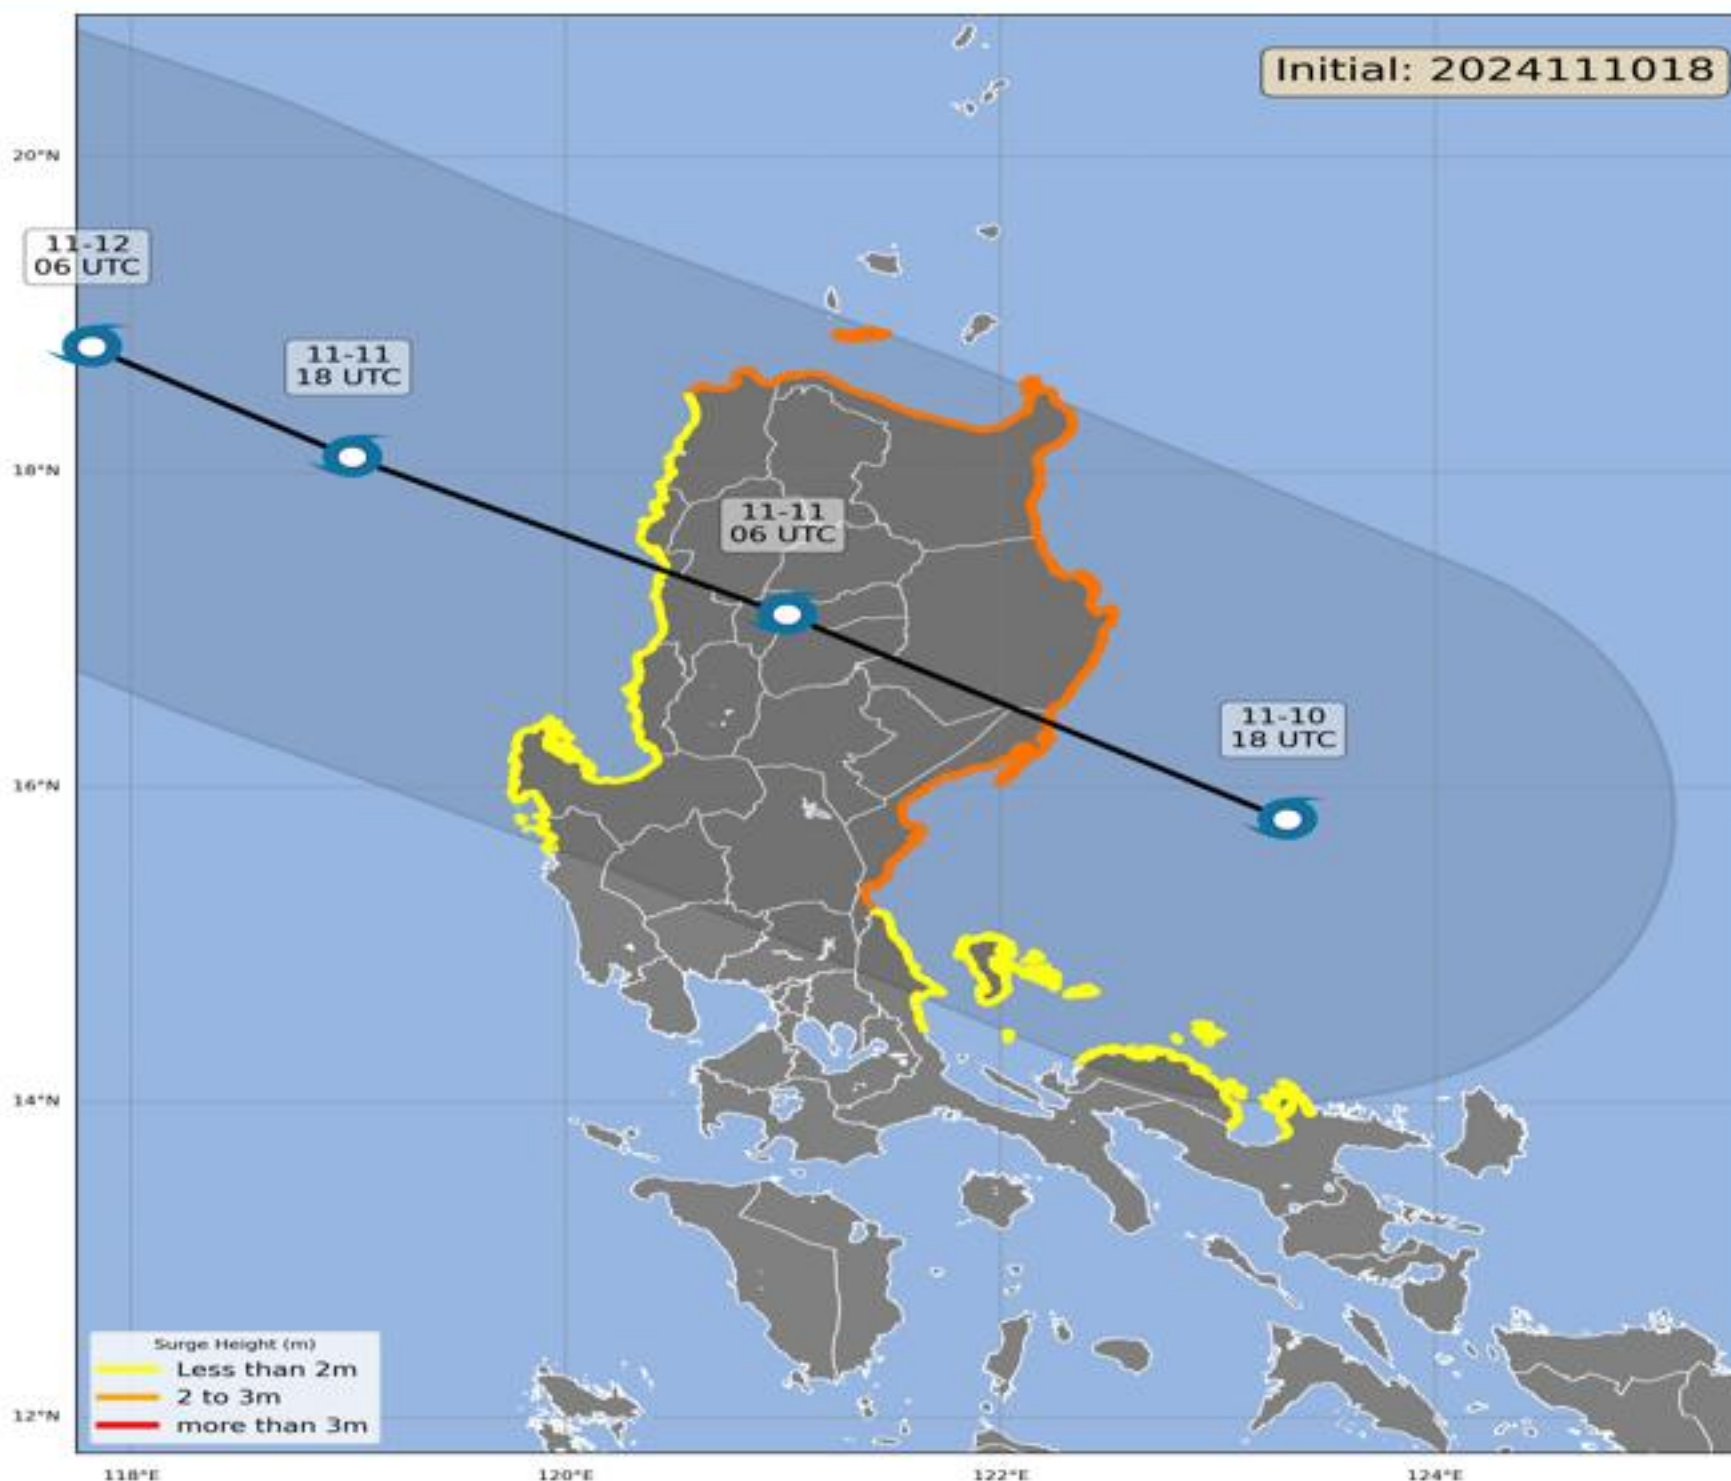 Initial: 2024111018
20°N
11-12
06 UTC
11-11
18 UTC
18°N
11-11
06 UTC
11-10
18 UTC
16°N
14°N
Surge Height (m)
Less than 2m
2 to 3m
more than 3m
12°N
118°E
120°E
122°E
124°E